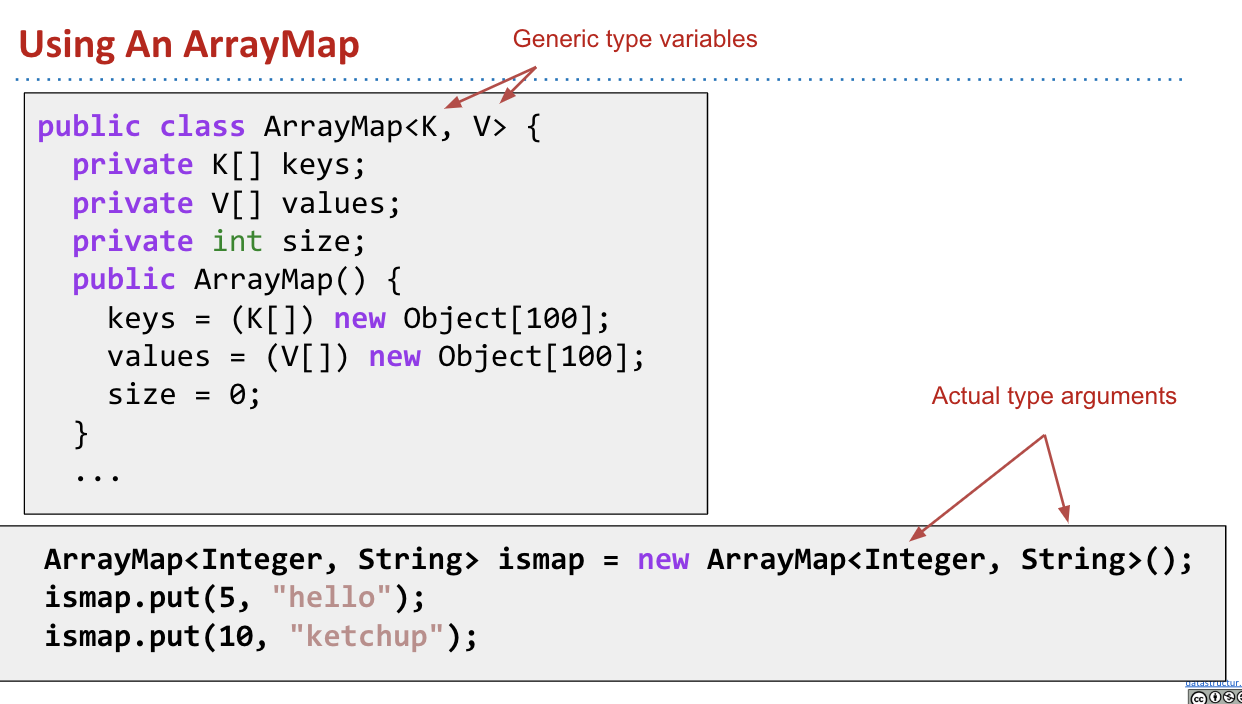 Using An ArrayMap
Generic type variables
public class ArrayMap<K, V> {
  private K[] keys;
  private V[] values;
  private int size;
  public ArrayMap() {
    keys = (K[]) new Object[100];
    values = (V[]) new Object[100];
    size = 0;
  }
  ...
Actual type arguments
ArrayMap<Integer, String> ismap = new ArrayMap<Integer, String>();
ismap.put(5, "hello");
ismap.put(10, "ketchup");
datastructur.
cc